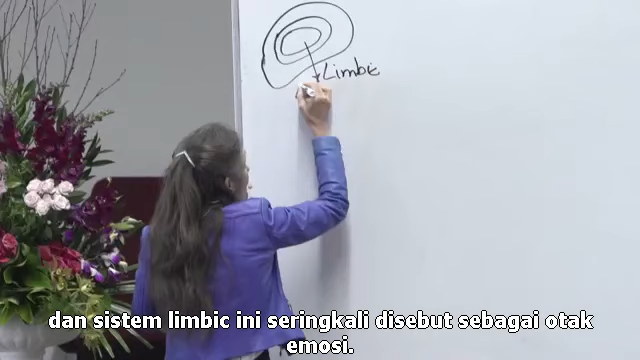 Limbic
dan sistem limbic ini seringkali disebut sebagai otak
emosi.